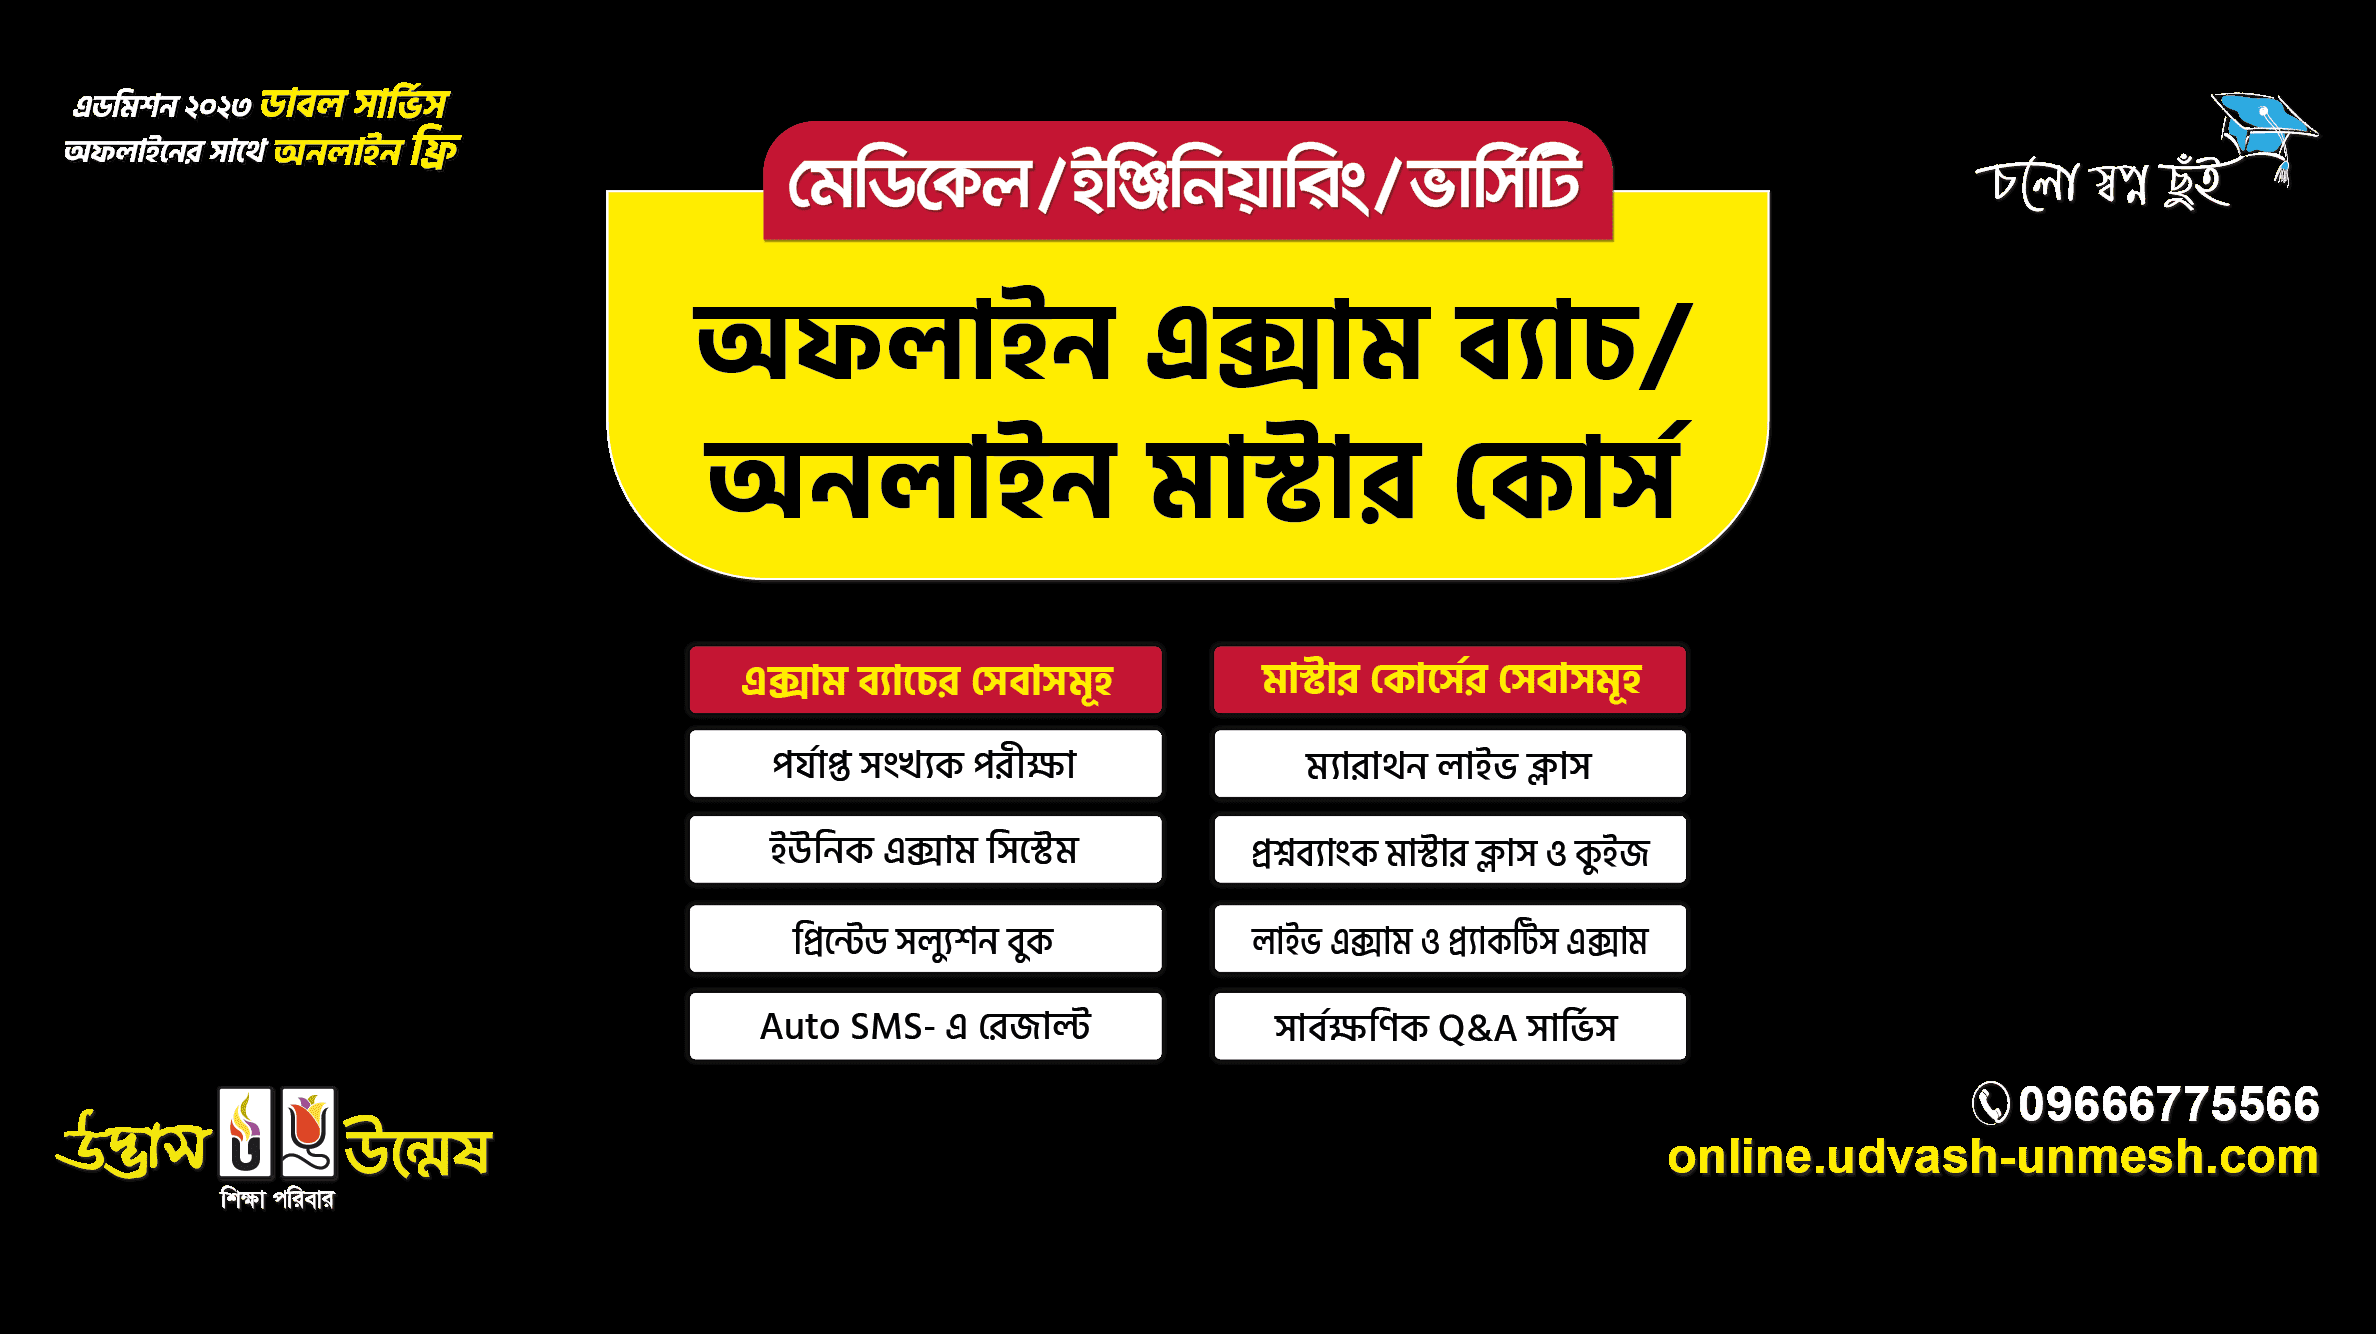 এডমিশন ২০২৩ ডাবল সার্ভিস
অফলাইনের সাথে অনলাইন ফ্রি
চলো স্বপ্ন ছুঁই
মেডিকেল/ইঞ্জিনিয়ারিং/ভার্সিটি
অফলাইন এক্সাম ব্যাচ/
অনলাইন মাস্টার কোর্স
এক্সাম ব্যাচের সেবাসমূহ
পর্যাপ্ত সংখ্যক পরীক্ষা
ইউনিক এক্সাম সিস্টেম
প্রিন্টেড সল্যুশন বুক
Auto SMS- এ রেজাল্ট
মাস্টার কোর্সের সেবাসমূহ
ম্যারাথন লাইভ ক্লাস
প্রশ্নব্যাংক মাস্টার ক্লাস ও কুইজ
লাইভ এক্সাম ও প্র্যাকটিস এক্সাম
সার্বক্ষণিক Q&A সার্ভিস
উদ্ভাস উন্মেষ
শিক্ষা পরিবার
09666775566
online.udvash-unmesh.com